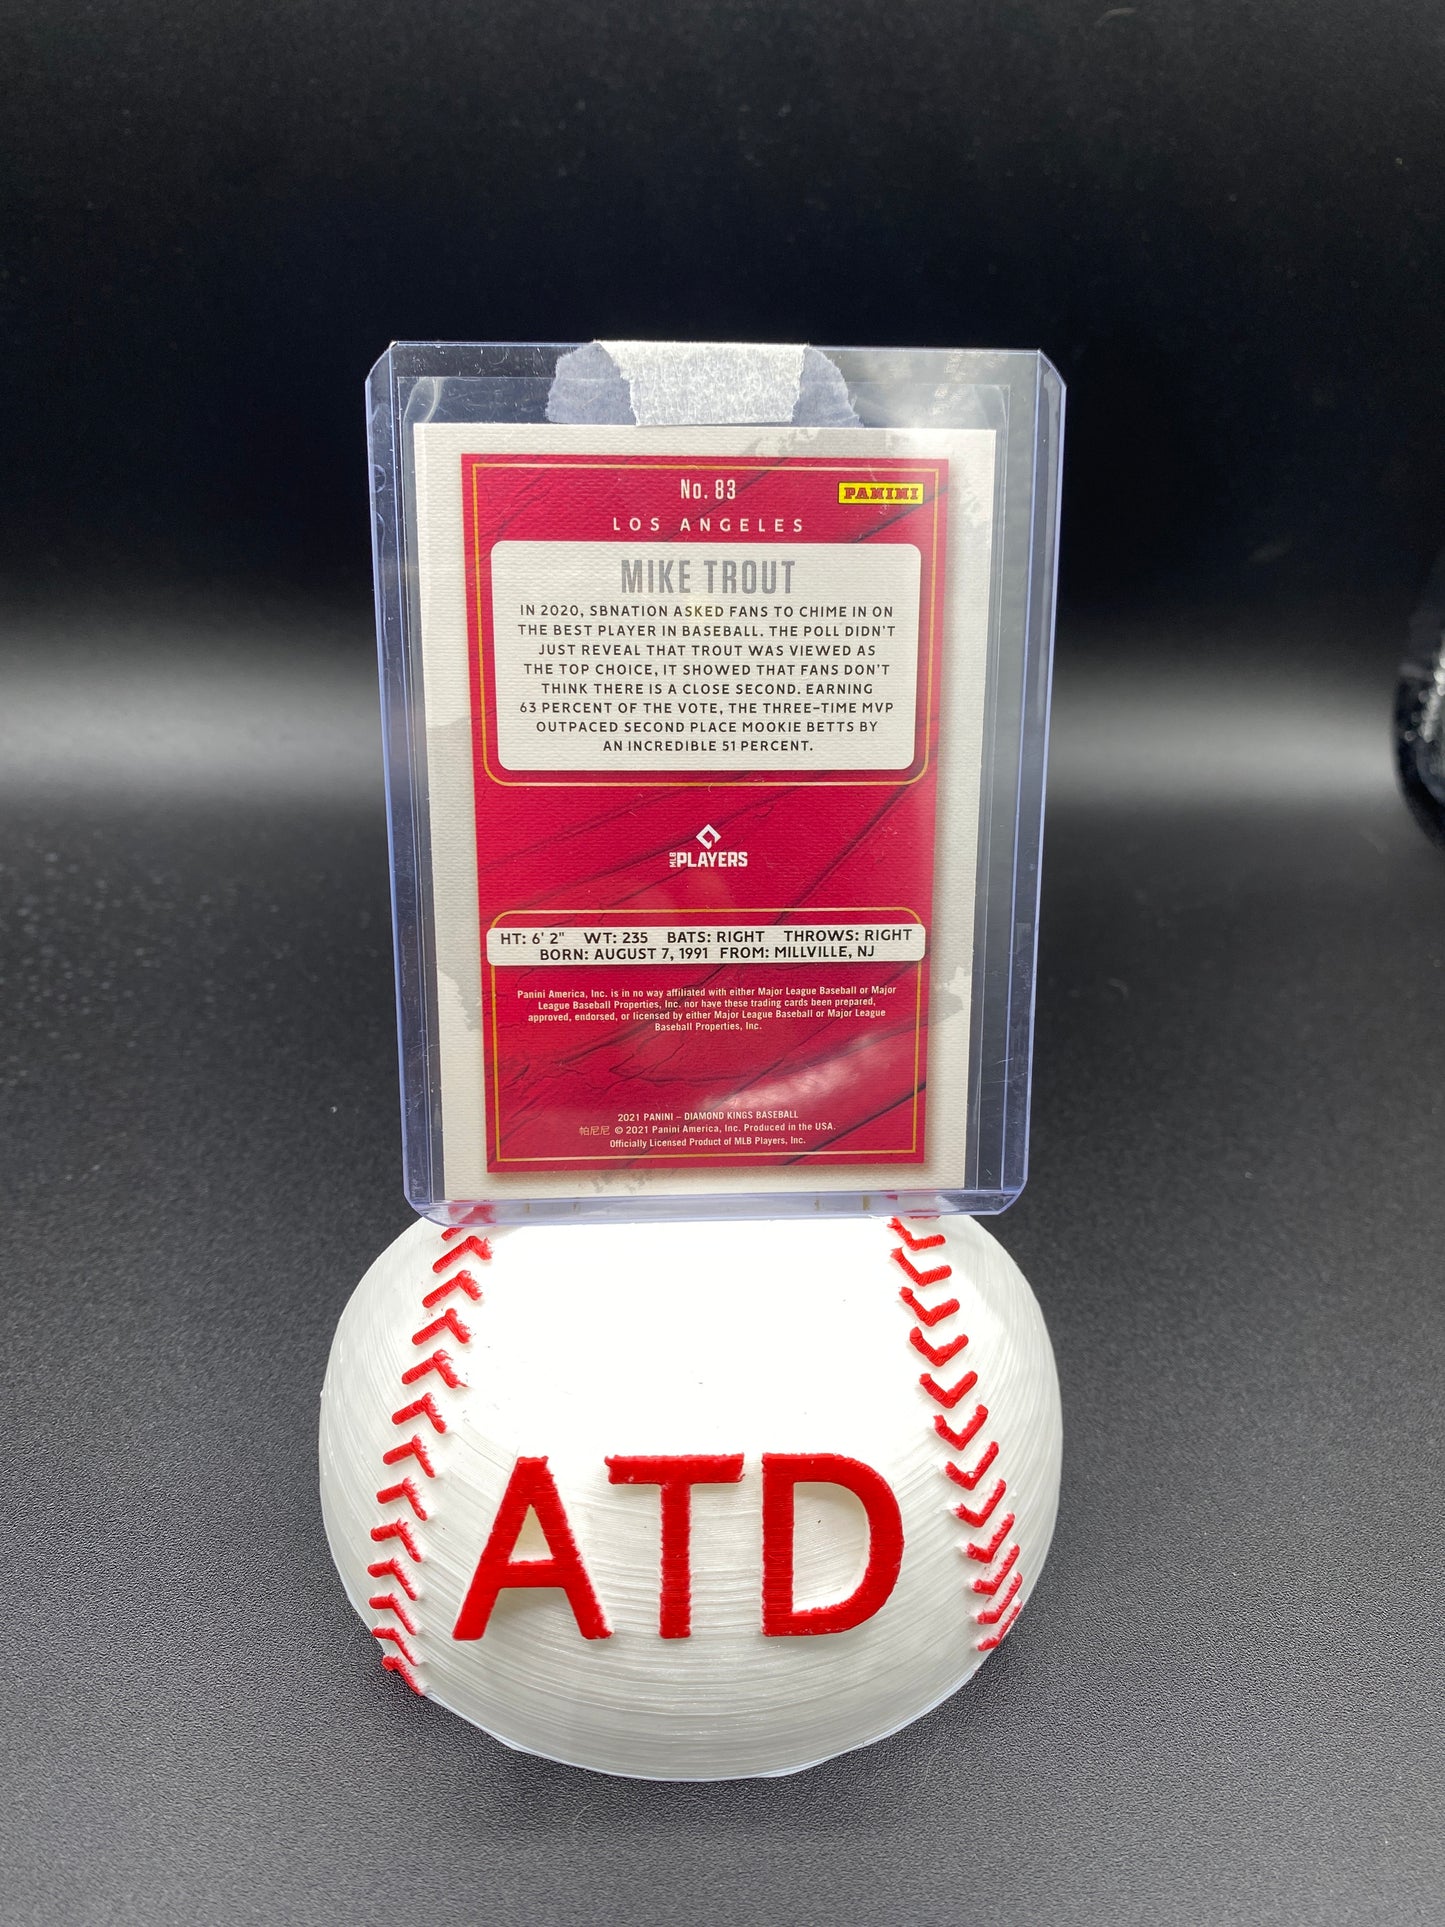 No. 83
PANINI
LOS ANGELES
MIKE TROUT
IN 2020, SBNATION ASKED FANS TO CHIME IN ON
THE BEST PLAYER IN BASEBALL. THE POLL DIDN'T
JUST REVEAL THAT TROUT WAS VIEWED AS
THE TOP CHOICE, IT SHOWED THAT FANS DON'T
THINK THERE IS A CLOSE SECOND. EARNING
63 PERCENT OF THE VOTE, THE THREE-TIME MVP
OUTPACED SECOND PLACE MOOKIE BETTS BY
AN INCREDIBLE 51 PERCENT.
MLB PLAYERS
HT: 6' 2" WT: 235 BATS: RIGHT THROWS: RIGHT
BORN: AUGUST 7, 1991 FROM: MILLVILLE, NJ
Panini America, Inc. is in no way affiliated with either Major League Baseball or Major
League Baseball Properties, Inc. nor have these trading cards been prepared,
approved, endorsed, or licensed by either Major League Baseball or Major League
Baseball Properties, Inc.
2021 PANINI – DIAMOND KINGS BASEBALL
帕尼尼 © 2021 Panini America, Inc. Produced in the USA.
Officially Licensed Product of MLB Players, Inc.
ATD